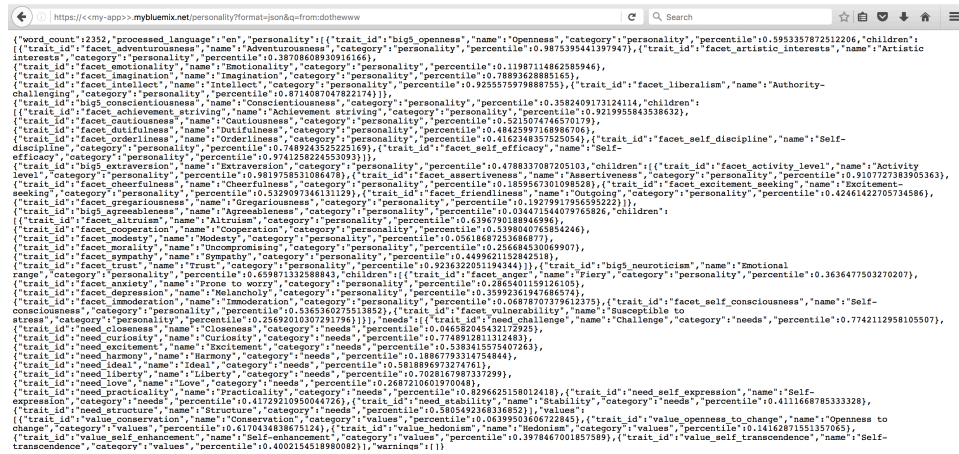 https://<<my-app>>.mybluemix.net/personality?format=json&q=from:dothewww
Search
{"word_count":2352,"processed_language":"en","personality":[{"trait_id":"big5_openness","name":"Openness","category":"personality","percentile":0.5953357872512206,"children":
[{"trait_id":"facet_adventurousness","name":"Adventurousness","category":"personality","percentile":0.9875395441397947},{"trait_id":"facet_artistic_interests","name":"Artistic
interests","category":"personality","percentile":0.38708608930916166},
{"trait_id":"facet_emotionality","name":"Emotionality","category":"personality","percentile":0.11987114862585946},
{"trait_id":"facet_imagination","name":"Imagination","category":"personality","percentile":0.78893628885165},
{"trait_id":"facet_intellect","name":"Intellect","category":"personality","percentile":0.9255575979888755},{"trait_id":"facet_liberalism","name":"Authority-
challenging","category":"personality","percentile":0.8714087047822174}]},
{"trait_id":"big5_conscientiousness","name":"Conscientiousness","category":"personality","percentile":0.3582409173124114,"children":
[{"trait_id":"facet_achievement_striving","name":"Achievement striving","category":"personality","percentile":0.9219955843538632},
{"trait_id":"facet_cautiousness","name":"Cautiousness","category":"personality","percentile":0.5215074746570179},
{"trait_id":"facet_dutifulness","name":"Dutifulness","category":"personality","percentile":0.48425997168986706},
{"trait_id":"facet_orderliness","name":"Orderliness","category":"personality","percentile":0.4162348357525054},{"trait_id":"facet_self_discipline","name":"Self-
discipline","category":"personality","percentile":0.7489243525225169},{"trait_id":"facet_self_efficacy","name":"Self-
efficacy","category":"personality","percentile":0.9741258224553093}]},
{"trait_id":"big5_extraversion","name":"Extraversion","category":"personality","percentile":0.4788337087205103,"children":[{"trait_id":"facet_activity_level","name":"Activity
level","category":"personality","percentile":0.9819758531086478},{"trait_id":"facet_assertiveness","name":"Assertiveness","category":"personality","percentile":0.9107727383905363},
{"trait_id":"facet_cheerfulness","name":"Cheerfulness","category":"personality","percentile":0.1859567301098528},{"trait_id":"facet_excitement_seeking","name":"Excitement-
seeking","category":"personality","percentile":0.5329097346131129},{"trait_id":"facet_friendliness","name":"Outgoing","category":"personality","percentile":0.42461422705734586},
{"trait_id":"facet_gregariousness","name":"Gregariousness","category":"personality","percentile":0.19279917956595222}]},
{"trait_id":"big5_agreeableness","name":"Agreeableness","category":"personality","percentile":0.034471544079765826,"children":
[{"trait_id":"facet_altruism","name":"Altruism","category":"personality","percentile":0.6396790188946996},
{"trait_id":"facet_cooperation","name":"Cooperation","category":"personality","percentile":0.5398040765854246},
{"trait_id":"facet_modesty","name":"Modesty","category":"personality","percentile":0.05618687253686877},
{"trait_id":"facet_morality","name":"Uncompromising","category":"personality","percentile":0.256684530069907},
{"trait_id":"facet_sympathy","name":"Sympathy","category":"personality","percentile":0.4499621152842518},
{"trait_id":"facet_trust","name":"Trust","category":"personality","percentile":0.9236322051194344}]},{"trait_id":"big5_neuroticism","name":"Emotional
range","category":"personality","percentile":0.659871332588843,"children":[{"trait_id":"facet_anger","name":"Fiery","category":"personality","percentile":0.3636477503270207},
{"trait_id":"facet_anxiety","name":"Prone to worry","category":"personality","percentile":0.2865401159126105},
{"trait_id":"facet_depression","name":"Melancholy","category":"personality","percentile":0.3599236194768657​4},
{"trait_id":"facet_immoderation","name":"Immoderation","category":"personality","percentile":0.06878707379612375},{"trait_id":"facet_self_consciousness","name":"Self-
consciousness","category":"personality","percentile":0.5365360275513852},{"trait_id":"facet_vulnerability","name":"Susceptible to
stress","category":"personality","percentile":0.2569201030729179​6}]}],"needs":[{"trait_id":"need_challenge","name":"Challenge","category":"needs","percentile":0.7742112958105507},
{"trait_id":"need_closeness","name":"Closeness","category":"needs","percentile":0.046582045432172925},
{"trait_id":"need_curiosity","name":"Curiosity","category":"needs","percentile":0.7748912811312483},
{"trait_id":"need_excitement","name":"Excitement","category":"needs","percentile":0.5383415575407263},
{"trait_id":"need_harmony","name":"Harmony","category":"needs","percentile":0.18867793314754844},
{"trait_id":"need_ideal","name":"Ideal","category":"needs","percentile":0.5818896973274761},
{"trait_id":"need_liberty","name":"Liberty","category":"needs","percentile":0.7028167987337299},
{"trait_id":"need_love","name":"Love","category":"needs","percentile":0.2687210601970048},
{"trait_id":"need_practicality","name":"Practicality","category":"needs","percentile":0.8296625158012418},{"trait_id":"need_self_expression","name":"Self-
expression","category":"needs","percentile":0.4172921095004​4726},{"trait_id":"need_stability","name":"Stability","category":"needs","percentile":0.4111668785333328},
{"trait_id":"need_structure","name":"Structure","category":"needs","percentile":0.5805492368336852}],"values":
[{"trait_id":"value_conservation","name":"Conservation","category":"values","percentile":0.06399503606722845},{"trait_id":"value_openness_to_change","name":"Openness to
change","category":"values","percentile":0.6170434838675124},{"trait_id":"value_hedonism","name":"Hedonism","category":"values","percentile":0.14162871551357065},
{"trait_id":"value_self_enhancement","name":"Self-enhancement","category":"values","percentile":0.3978467001857589},{"trait_id":"value_self_transcendence","name":"Self-
transcendence","category":"values","percentile":0.4002154518980082}],"warnings":[]}